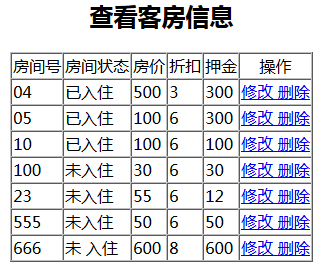 查看客房信息
房间号 房间状态 房价 折扣 押金 操作
04 已入住 500 3 300 修改 删除
05 已入住 100 6 300 修改 删除
10 已入住 100 6 100 修改 删除
100 未入住 30 6 30 修改 删除
23 未入住 55 6 12 修改 删除
555 未入住 50 6 50 修改 删除
666 未 入住 600 8 600 修改 删除